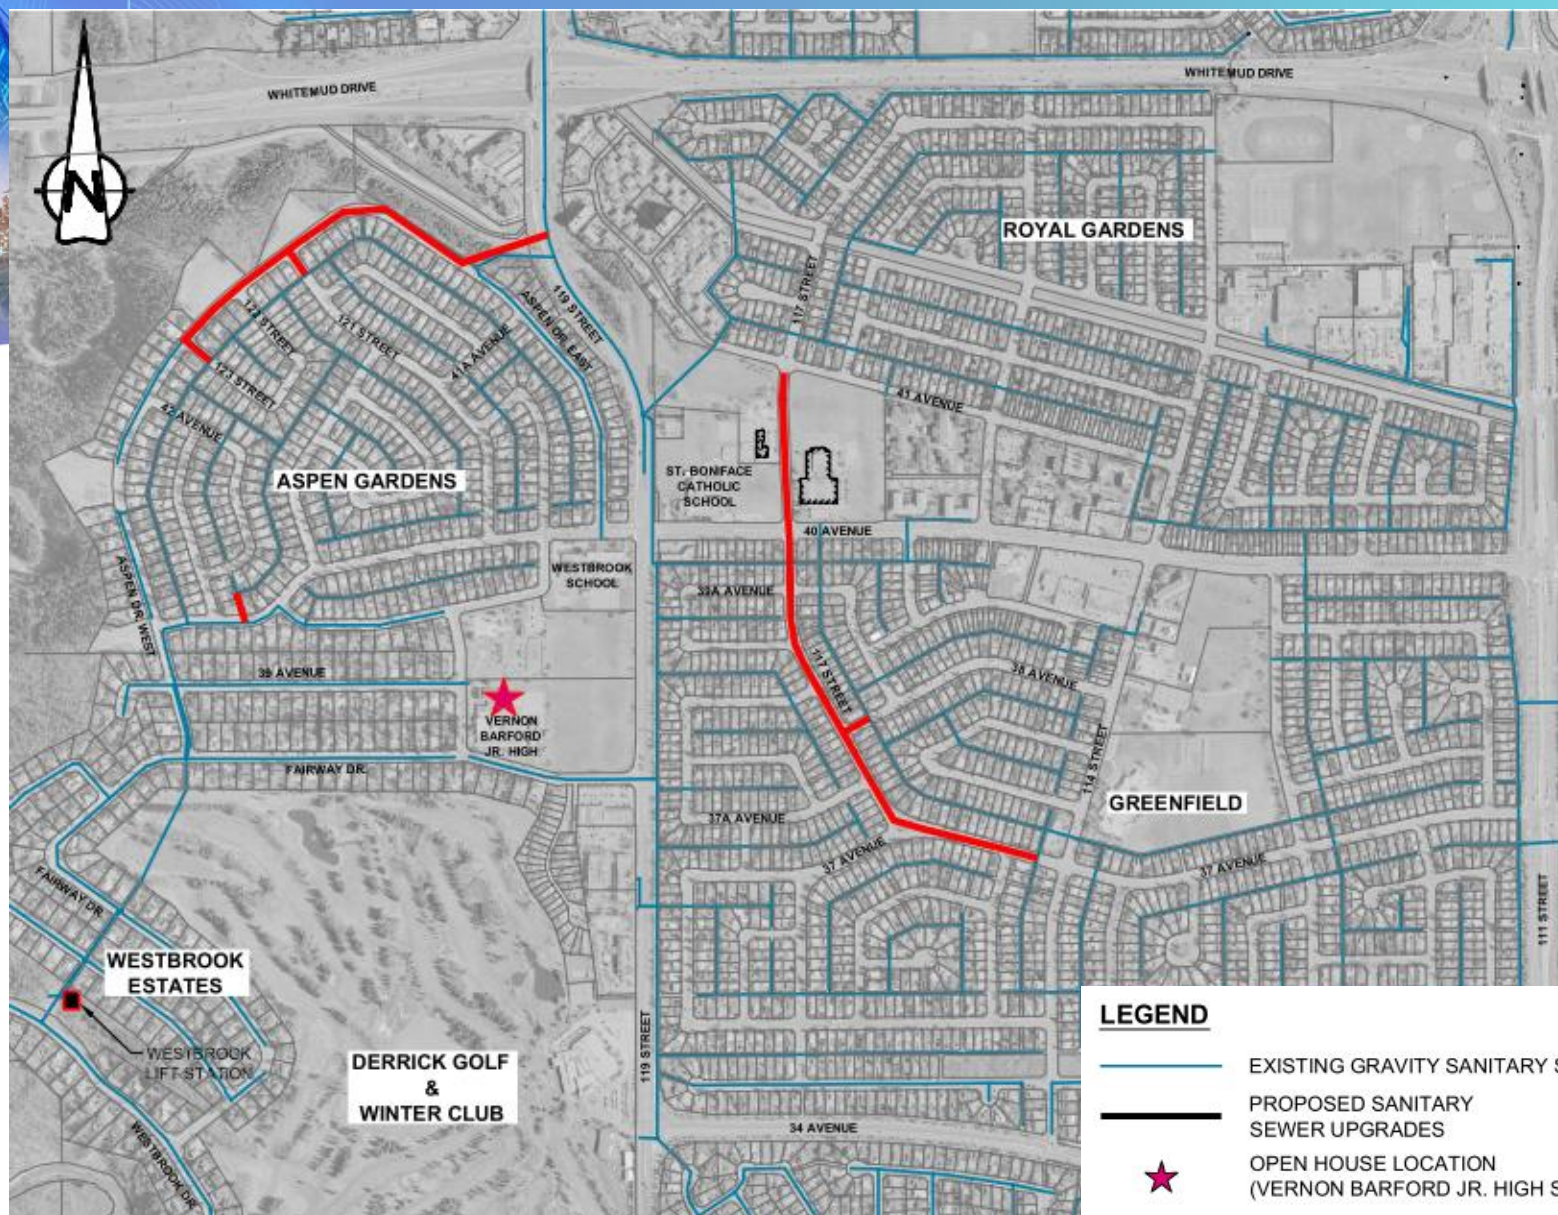 N
WHITEMUD DRIVE
WHITEMUD DRIVE
ROYAL GARDENS
117 STREET
119 STREET
ASPEN DR. EAST
122 STREET
121 STREET
41A AVENUE
123 STREET
42 AVENUE
41 AVENUE
ASPEN GARDENS
ST. BONIFACE
CATHOLIC
SCHOOL
40 AVENUE
WESTBROOK
SCHOOL
39A AVENUE
ASPEN DR. WEST
117 STREET
38 AVENUE
39 AVENUE
VERNON
BARFORD
JR. HIGH
114 STREET
FAIRWAY DR.
GREENFIELD
37A AVENUE
37 AVENUE
37 AVENUE
FAIRWAY DR.
111 STREET
WESTBROOK
ESTATES
WESTBROOK
LIFT STATION
DERRICK GOLF
&
WINTER CLUB
119 STREET
34 AVENUE
WESTBROOK DR.
LEGEND
EXISTING GRAVITY SANITARY S
PROPOSED SANITARY
SEWER UPGRADES
OPEN HOUSE LOCATION
(VERNON BARFORD JR. HIGH S